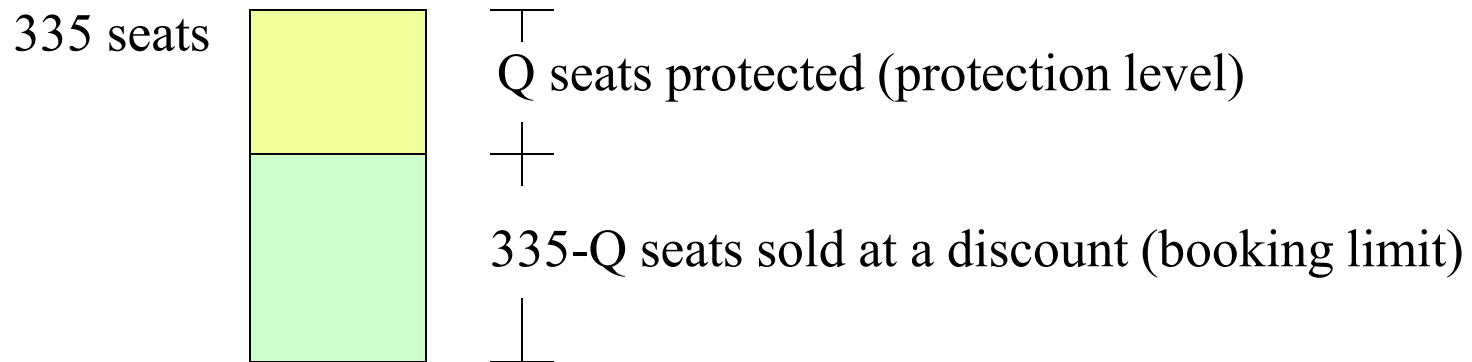 335 seats
Q seats protected (protection level)
335-Q seats sold at a discount (booking limit)